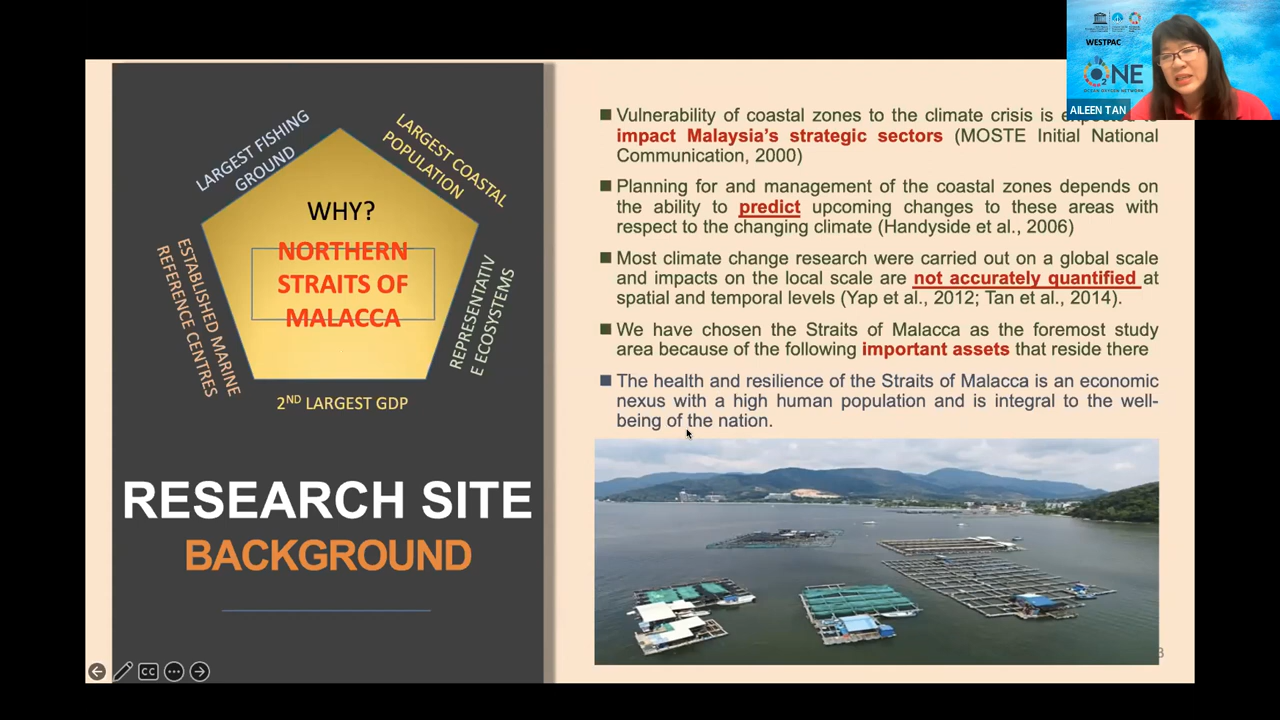 WESTPAC
ONE
OCEAN OXYGEN NETWORK
AILEEN TAN
LARGEST FISHING
GROUND
LARGEST COASTAL
POPULATION
WHY?
NORTHERN
STRAITS OF
MALACCA
ESTABLISHED MARINE
REFERENCE CENTRES
REPRESENTATIV
E ECOSYSTEMS
2ND LARGEST GDP
RESEARCH SITE
BACKGROUND
CC
■ Vulnerability of coastal zones to the climate crisis is
impact Malaysia's strategic sectors (MOSTE Initial National
Communication, 2000)
■ Planning for and management of the coastal zones depends on
the ability to predict upcoming changes to these areas with
respect to the changing climate (Handyside et al., 2006)
■ Most climate change research were carried out on a global scale
and impacts on the local scale are not accurately quantified at
spatial and temporal levels (Yap et al., 2012; Tan et al., 2014).
■ We have chosen the Straits of Malacca as the foremost study
area because of the following important assets that reside there
■ The health and resilience of the Straits of Malacca is an economic
nexus with a high human population and is integral to the well-
being of the nation.